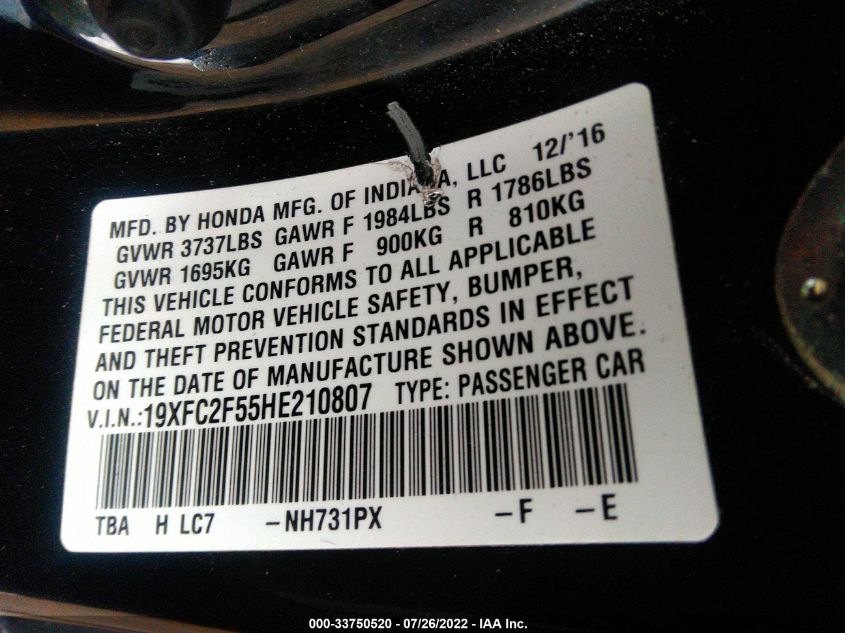 MFD. BY HONDA MFG. OF INDIANA, LLC 12/'16
GVWR 3737LBS GAWR F 1984LBS R 1786LBS
GVWR 1695KG GAWR F 900KG R 810KG
THIS VEHICLE CONFORMS TO ALL APPLICABLE
FEDERAL MOTOR VEHICLE SAFETY, BUMPER,
AND THEFT PREVENTION STANDARDS IN EFFECT
ON THE DATE OF MANUFACTURE SHOWN ABOVE.
V.I.N.:19XFC2F55HE210807 TYPE: PASSENGER CAR
TBA H LC7 -NH731PX -F -E
000-33750520 - 07/26/2022 - IAA Inc.